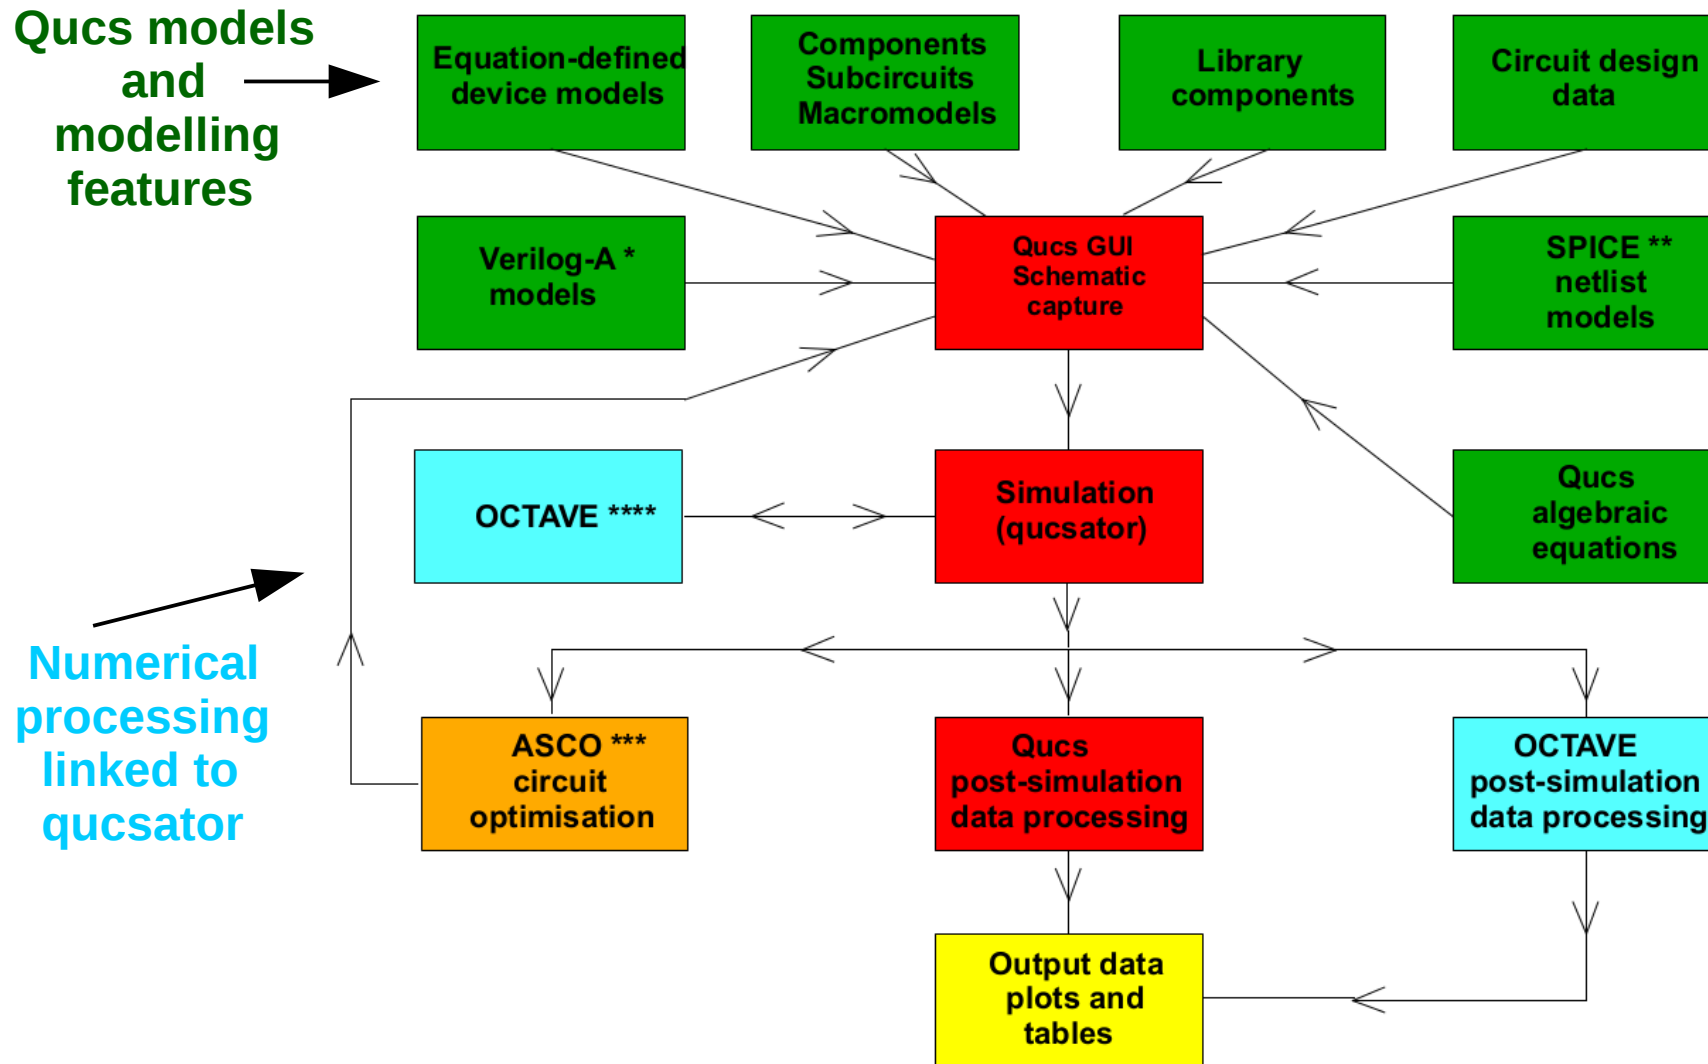 Qucs models
and
modelling
features
Equation-defined
device models
Components
Subcircuits
Macromodels
Library
components
Circuit design
data
Verilog-A *
models
Qucs GUI
Schematic
capture
SPICE **
netlist
models
OCTAVE ****
Simulation
(qucsator)
Qucs
algebraic
equations
Numerical
processing
linked to
qucsator
ASCO ***
circuit
optimisation
Qucs
post-simulation
data processing
OCTAVE
post-simulation
data processing
Output data
plots and
tables